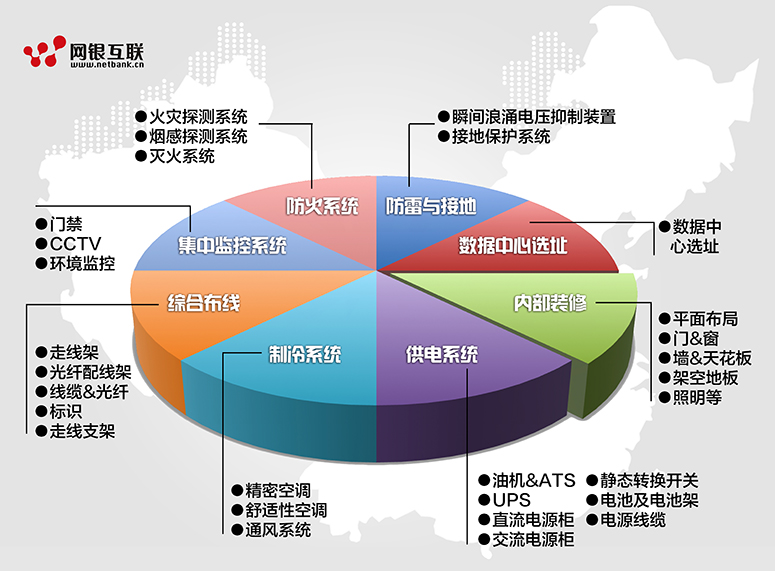 网银互联
www.netbank.cn
●火灾探测系统
●烟感探测系统
●灭火系统
●瞬间浪涌电压抑制装置
●接地保护系统
防火系统
防雷与接地
●门禁
●CCTV
●环境监控
集中监控系统
数据中心选址
●数据中
心选址
综合布线
内部装修
制冷系统
供电系统
●平面布局
●门&窗
●墙&天花板
●架空地板
●照明等
●走线架
●光纤配线架
●线缆&光纤
●标识
●走线支架
●精密空调
●舒适性空调
●通风系统
●油机&ATS
●UPS
●直流电源柜
●交流电源柜
●静态转换开关
●电池及电池架
●电源线缆